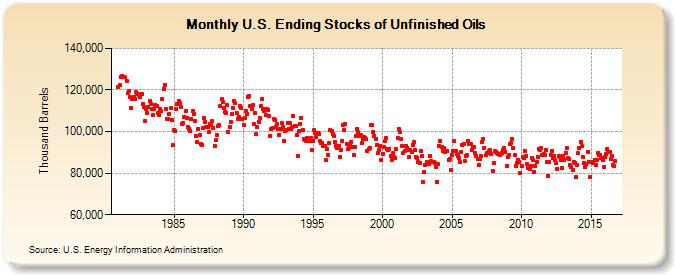 Monthly U.S. Ending Stocks of Unfinished Oils
Thousand Barrels
140,000
120,000
100,000
80,000
60,000
1985 1990 1995 2000 2005 2010 2015
Source: U.S. Energy Information Administration